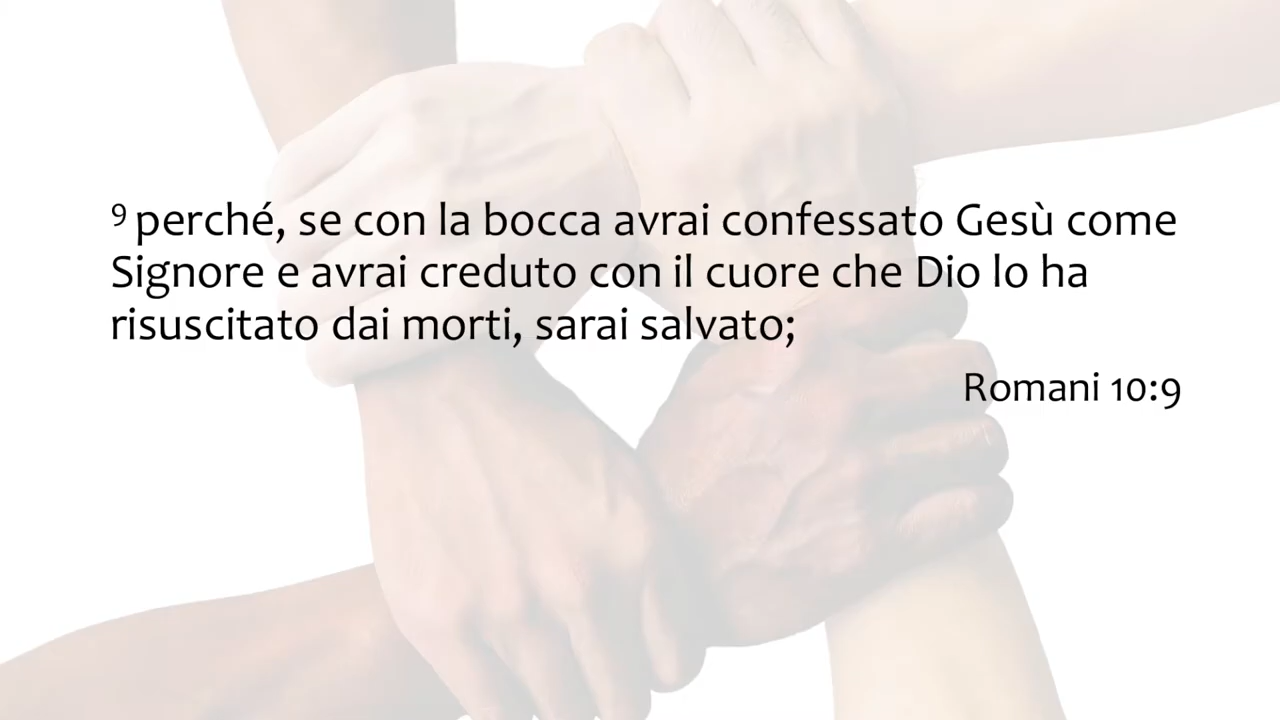 9 perché, se con la bocca avrai confessato Gesù come
Signore e avrai creduto con il cuore che Dio lo ha
risuscitato dai morti, sarai salvato;
Romani 10:9